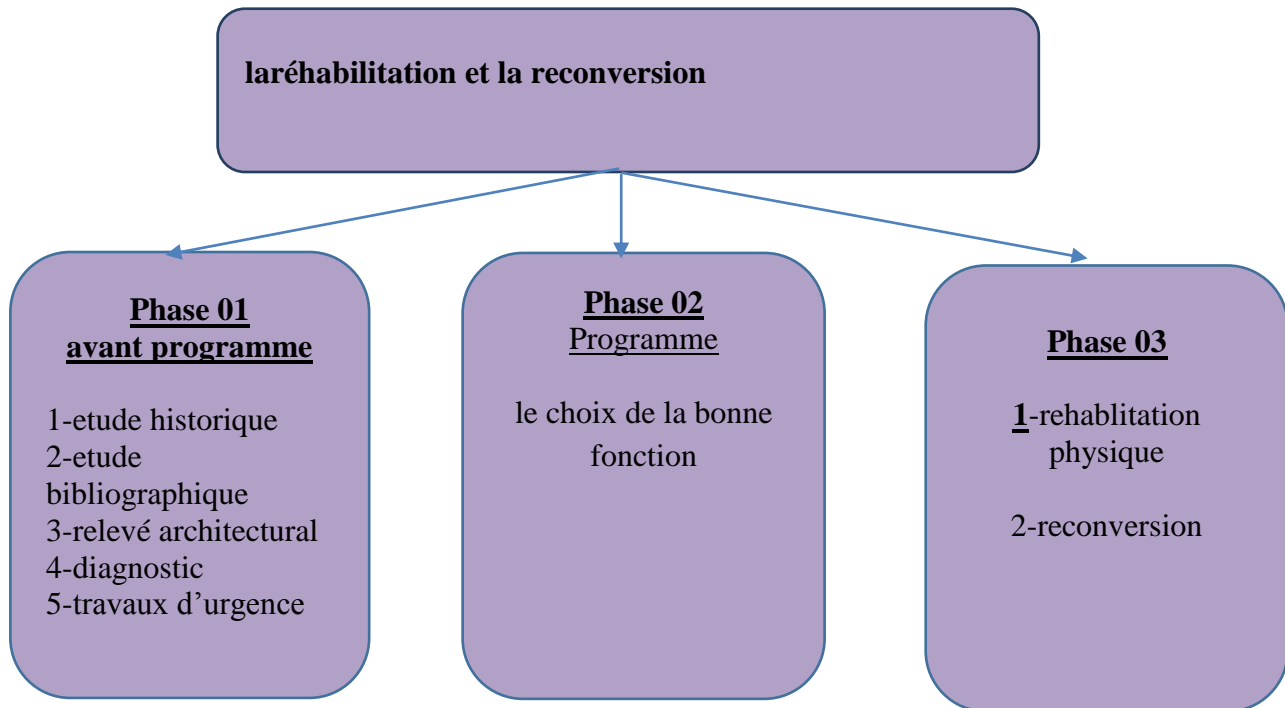 laréhabilitation et la reconversion
Phase 01
avant programme
1-etude historique
2-etude
bibliographique
3-relevé architectural
4-diagnostic
5-travaux d’urgence
Phase 02
Programme
le choix de la bonne
fonction
Phase 03
1-rehablitation
physique
2-reconversion